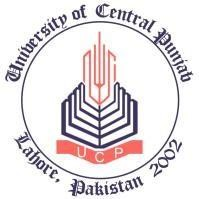 University of Central Punjab
UCP
Lahore, Pakistan 2002